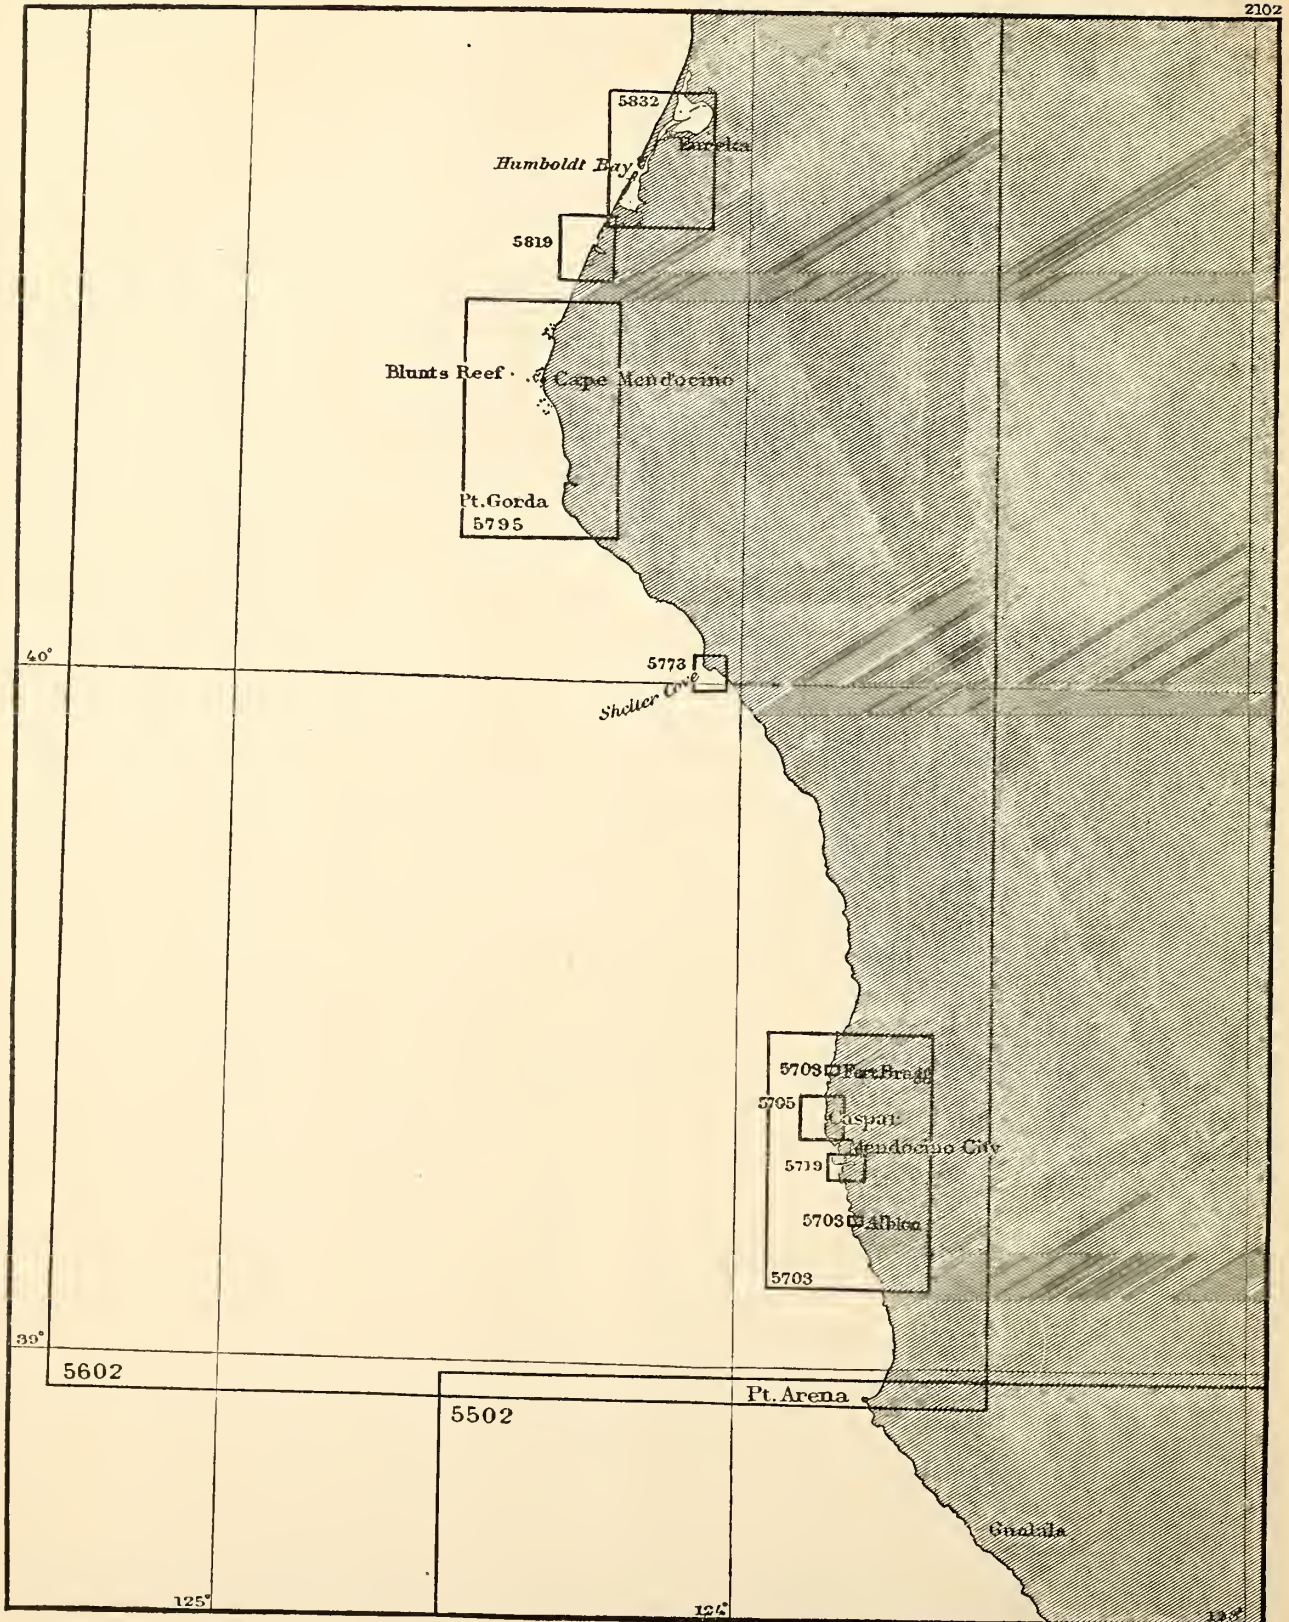 2102
5832
Eureka
Humboldt Bay
5819
Blunts Reef
Cape Mendocino
Pt. Gorda
5795
40°
5773
Shelter Cove
5703
Fort Bragg
5705
Caspar
Mendocino City
5719
5703
Albion
5703
39°
5602
Pt. Arena
5502
Gualala
125°
124°
123°